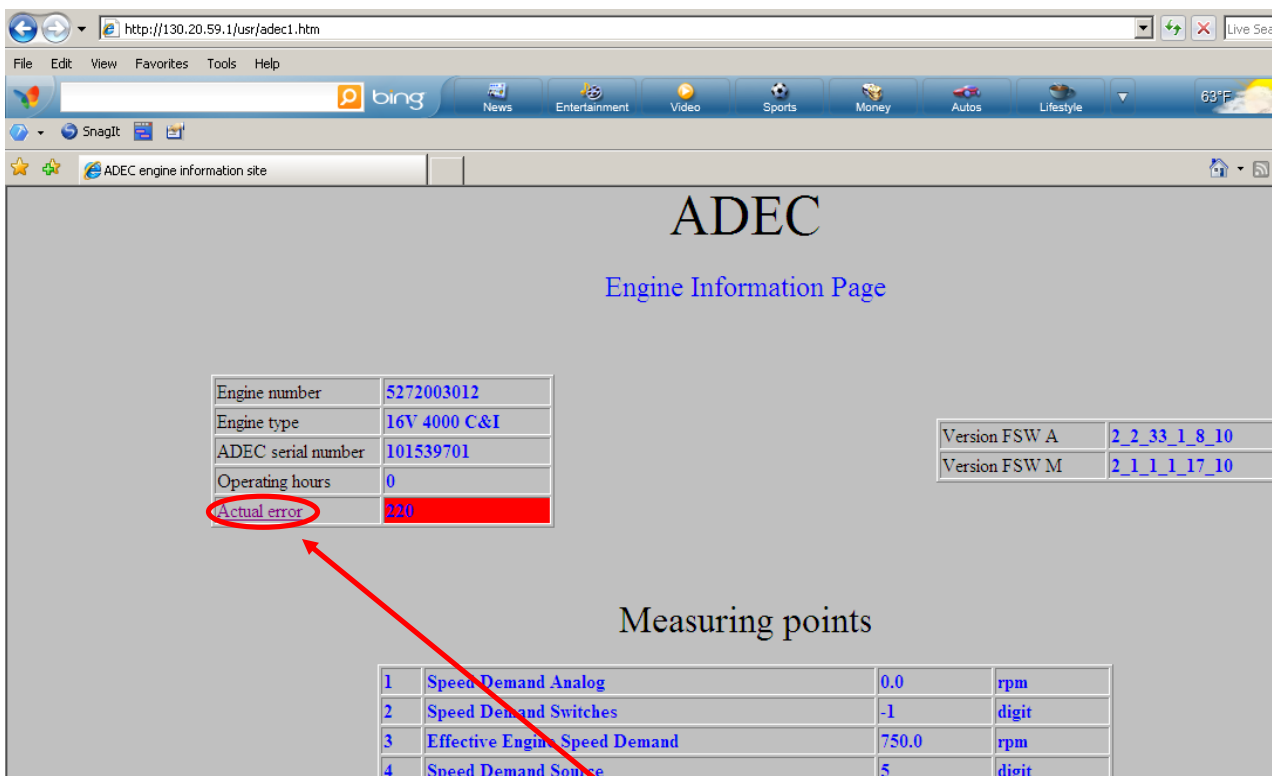 http://130.20.59.1/usr/adec1.htm
Live Sea
File Edit View Favorites Tools Help
bing News Entertainment Video Sports Money Autos Lifestyle 63°F
SnagIt
ADEC engine information site
ADEC
Engine Information Page
Engine number 5272003012
Engine type 16V 4000 C&I
ADEC serial number 101539701
Operating hours 0
Actual error 220
Version FSW A 2_2_33_1_8_10
Version FSW M 2_1_1_1_17_10
Measuring points
1 Speed Demand Analog 0.0 rpm
2 Speed Demand Switches -1 digit
3 Effective Engine Speed Demand 750.0 rpm
4 Speed Demand Source 5 digit